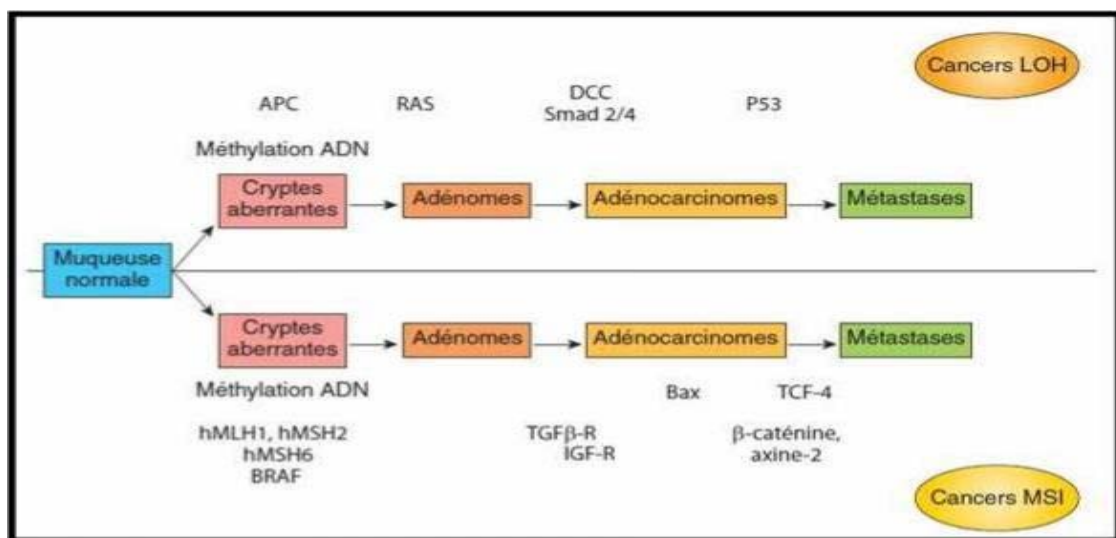 Cancers LOH
APC
RAS
DCC
Smad 2/4
P53
Méthylation ADN
Cryptes
aberrantes
Adénomes
Adénocarcinomes
Métastases
Muqueuse
normale
Cryptes
aberrantes
Adénomes
Adénocarcinomes
Métastases
Méthylation ADN
Bax
TCF-4
hMLH1, hMSH2
hMSH6
BRAF
TGFβ-R
IGF-R
β-caténine,
axine-2
Cancers MSI